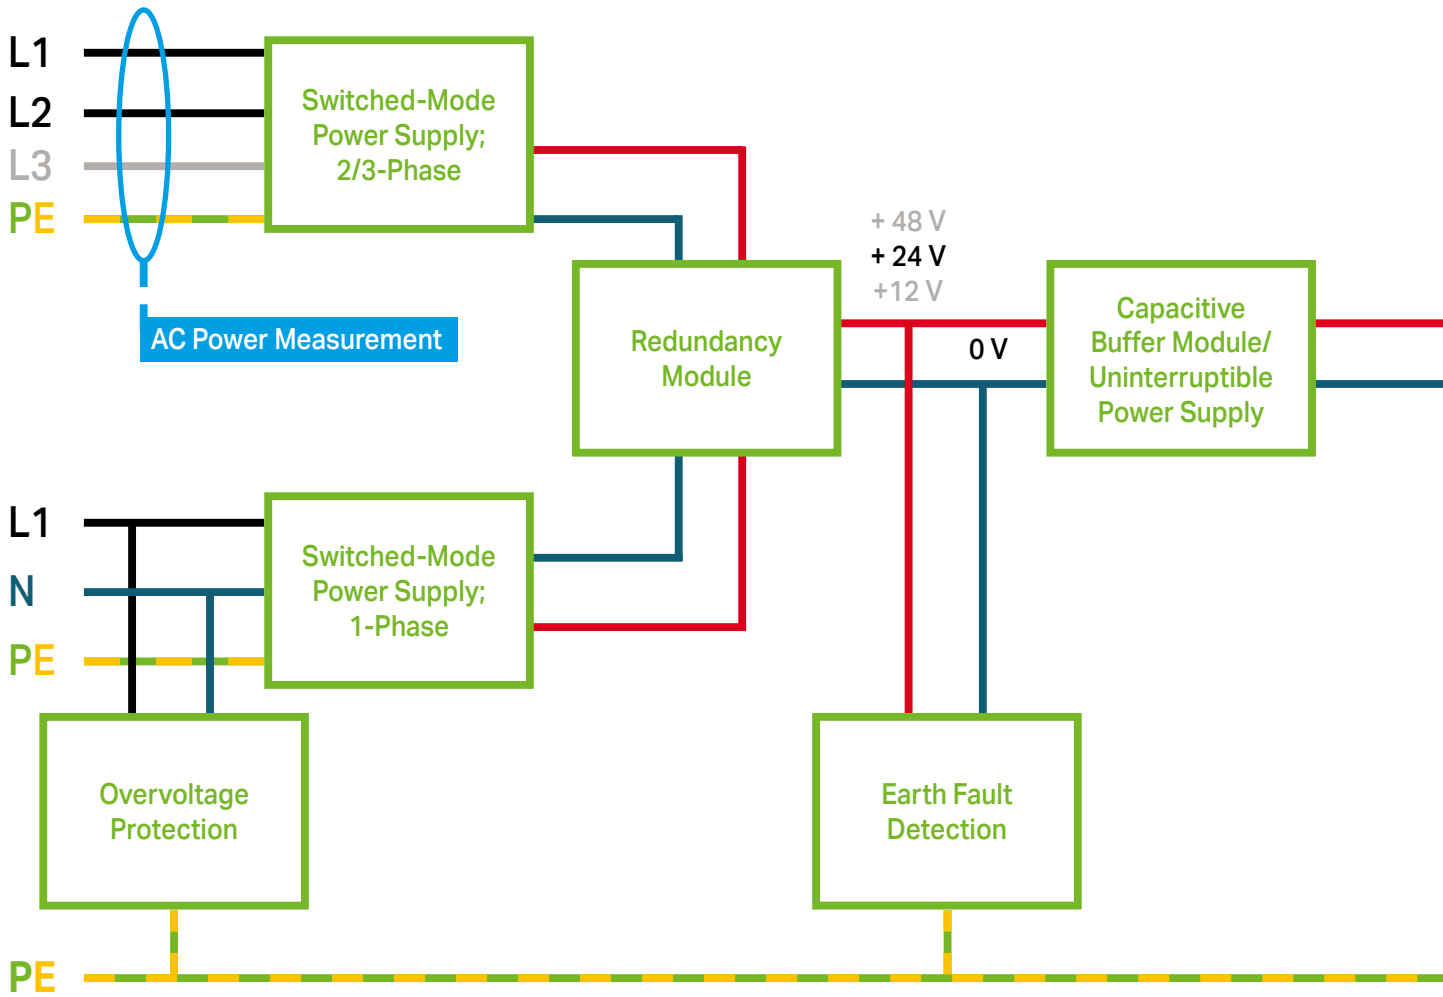 L1
L2
L3
PE
Switched-Mode
Power Supply;
2/3-Phase
AC Power Measurement
Redundancy
Module
+ 48 V
+ 24 V
+12 V
0 V
Capacitive
Buffer Module/
Uninterruptible
Power Supply
L1
N
PE
Switched-Mode
Power Supply;
1-Phase
Overvoltage
Protection
Earth Fault
Detection
PE